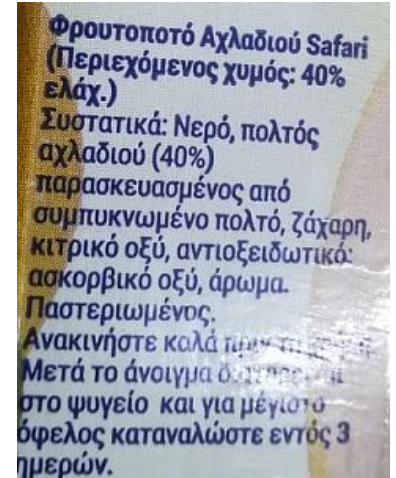 Φρουτοποτό Αχλαδιού Safari
(Περιεχόμενος χυμός: 40%
ελάχ.)
Συστατικά: Νερό, πολτός
αχλαδιού (40%)
παρασκευασμένος από
συμπυκνωμένο πολτό, ζάχαρη,
κιτρικό οξύ, αντιοξειδωτικό:
ασκορβικό οξύ, άρωμα.
Παστεριωμένος.
Ανακινήστε καλά πριν
Μετά το άνοιγμα
στο ψυγείο και για μέγιστο
όφελος καταναλώστε εντός 3
ημερών.